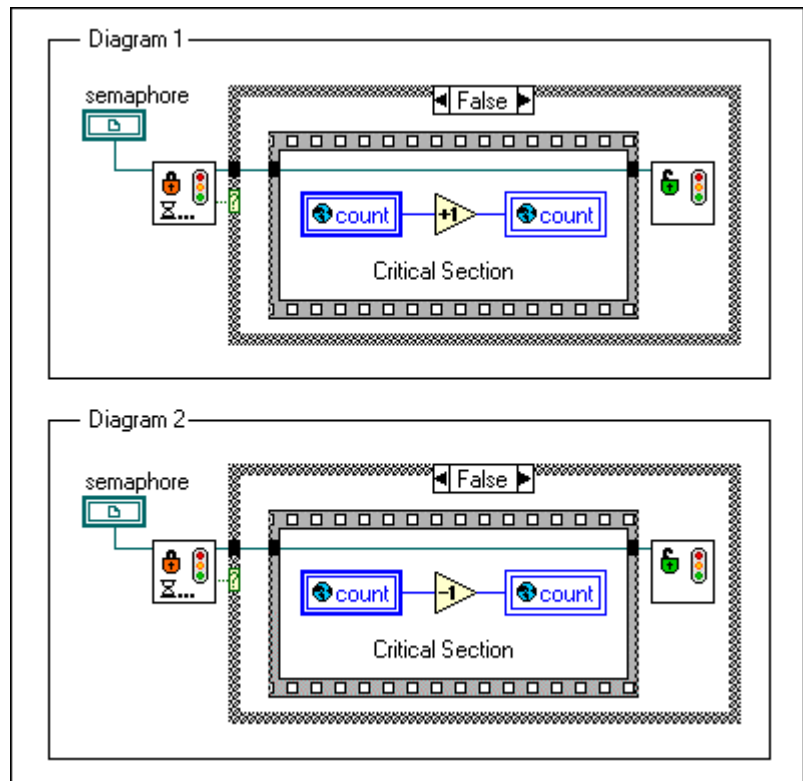 Diagram 1
semaphore
False
?
count +1 count
Critical Section
Diagram 2
semaphore
False
?
count -1 count
Critical Section